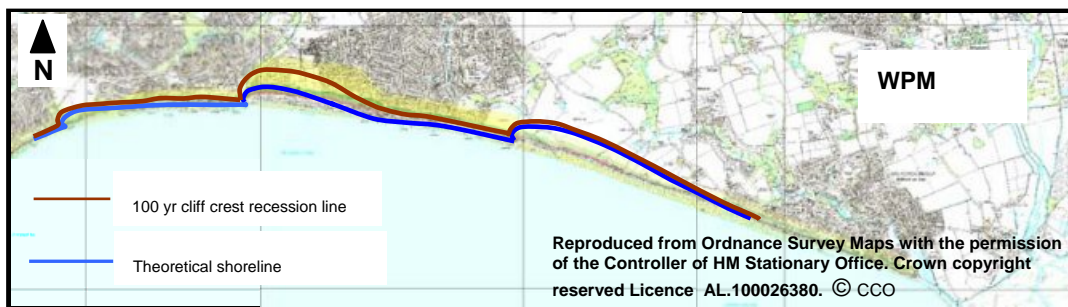 N
WPM
100 yr cliff crest recession line
Theoretical shoreline
Reproduced from Ordnance Survey Maps with the permission
of the Controller of HM Stationary Office. Crown copyright
reserved Licence AL.100026380. © CCO